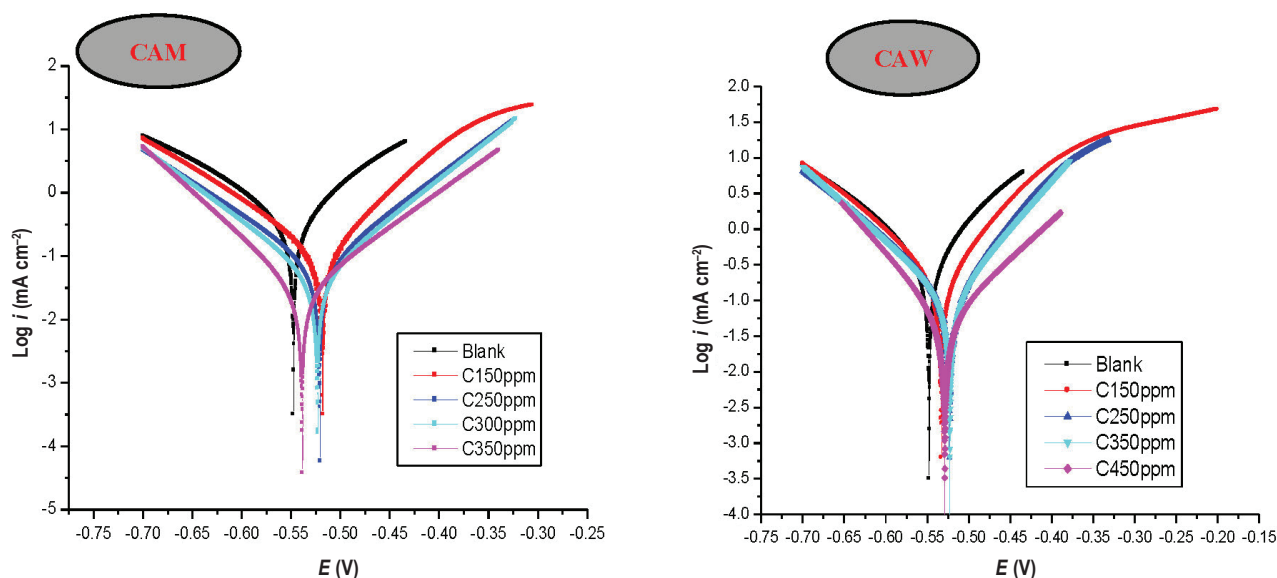 CAM
Log i (mA cm⁻²)
2
1
0
-1
-2
-3
-4
-5
Blank
C150ppm
C250ppm
C300ppm
C350ppm
-0.75 -0.70 -0.65 -0.60 -0.55 -0.50 -0.45 -0.40 -0.35 -0.30 -0.25
E (V)
CAW
Log i (mA cm⁻²)
2.0
1.5
1.0
0.5
0.0
-0.5
-1.0
-1.5
-2.0
-2.5
-3.0
-3.5
-4.0
Blank
C150ppm
C250ppm
C350ppm
C450ppm
-0.75 -0.70 -0.65 -0.60 -0.55 -0.50 -0.45 -0.40 -0.35 -0.30 -0.25 -0.20 -0.15
E (V)